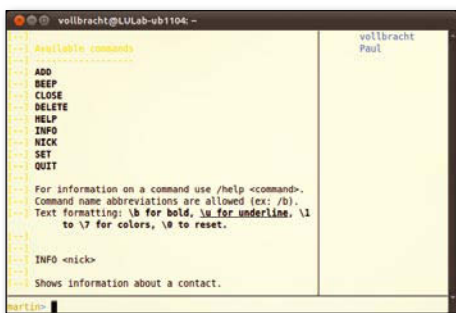 vollbracht@LULab-ub1104: ~
[--]
[--] Available commands
[--] ------------------
[--] ADD
[--] BEEP
[--] CLOSE
[--] DELETE
[--] HELP
[--] INFO
[--] NICK
[--] SET
[--] QUIT
[--]
[--] For information on a command use /help <command>.
[--] Command name abbreviations are allowed (ex: /b).
[--] Text formatting: \b for bold, \u for underline, \1
to \7 for colors, \0 to reset.
[--]
[--]
[--] INFO <nick>
[--]
[--] Shows information about a contact.
martin>
vollbracht
Paul